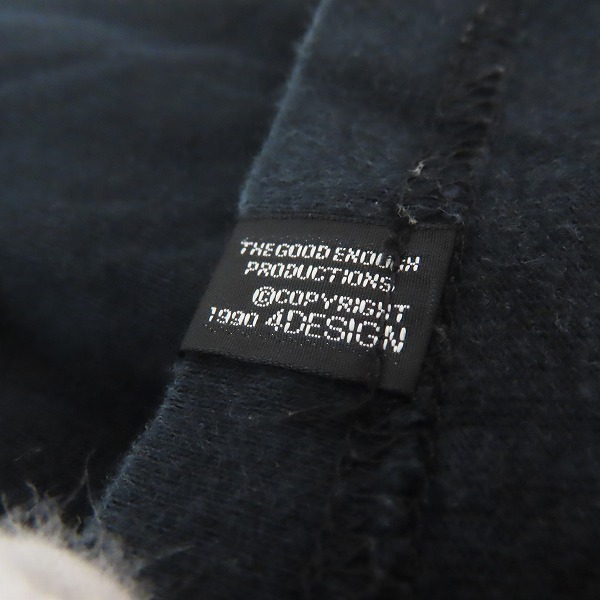 THE GOOD ENOUGH
PRODUCTIONS,
©COPYRIGHT
1990 4DESIGN